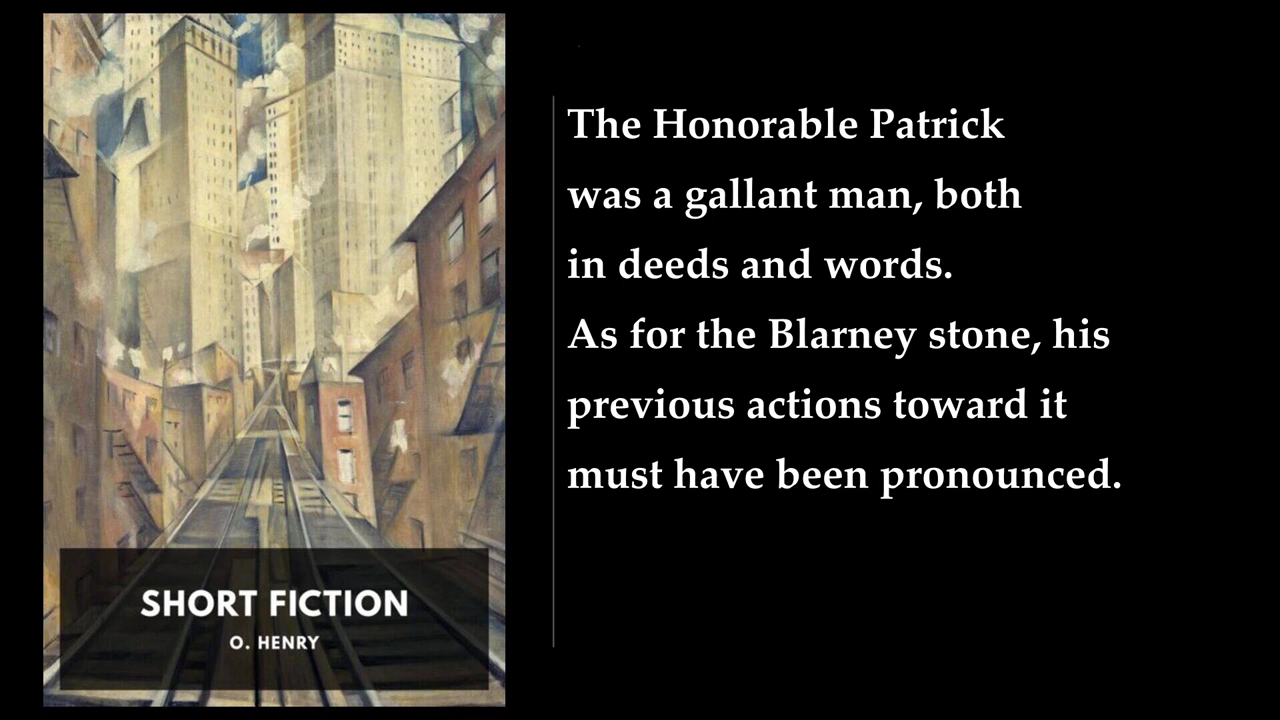 The Honorable Patrick
was a gallant man, both
in deeds and words.
As for the Blarney stone, his
previous actions toward it
must have been pronounced.
SHORT FICTION
O. HENRY